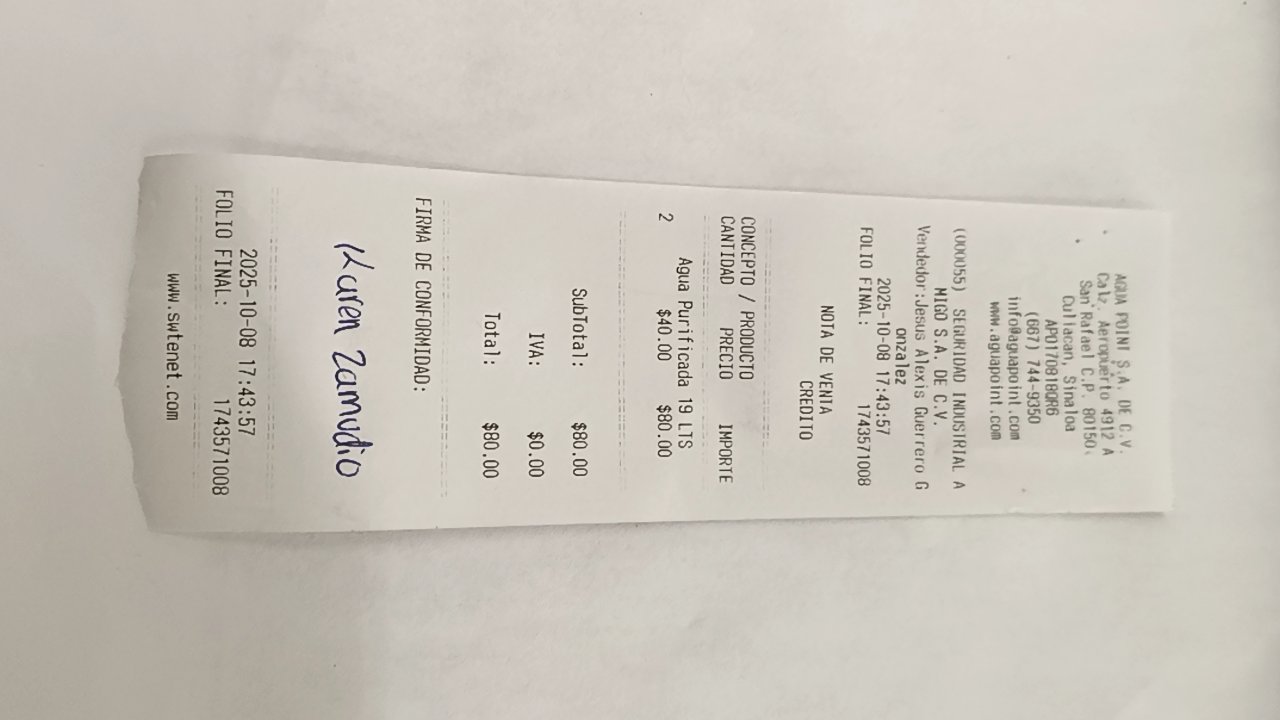 AGUA POINT S.A. DE C.V.
Calz. Aeropuerto 4912 A
San Rafael C.P. 80150,
Culiacan, Sinaloa
APO170818QR6
(667) 744-9350
info@aguapoint.com
www.aguapoint.com
(000055) SEGURIDAD INDUSTRIAL A
MIGO S.A. DE C.V.
Vendedor:Jesus Alexis Guerrero G
onzalez
2025-10-08 17:43:57
FOLIO FINAL: 1743571008
NOTA DE VENTA
CREDITO
CONCEPTO / PRODUCTO
CANTIDAD PRECIO IMPORTE
Agua Purificada 19 LTS
2 $40.00 $80.00
SubTotal: $80.00
IVA: $0.00
Total: $80.00
FIRMA DE CONFORMIDAD:
Karen Zamudio
2025-10-08 17:43:57
FOLIO FINAL: 1743571008
www.swtenet.com